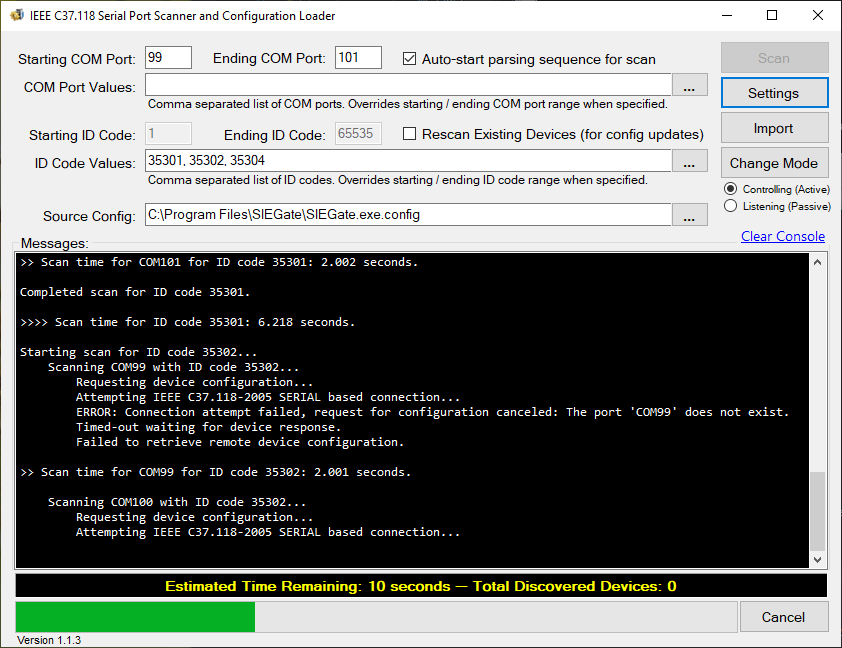 IEEE C37.118 Serial Port Scanner and Configuration Loader
Starting COM Port: 99 Ending COM Port: 101 Auto-start parsing sequence for scan Scan
COM Port Values: ...
Comma separated list of COM ports. Overrides starting / ending COM port range when specified.
Settings
Starting ID Code: 1 Ending ID Code: 65535 Rescan Existing Devices (for config updates) Import
ID Code Values: 35301, 35302, 35304 ... Change Mode
Comma separated list of ID codes. Overrides starting / ending ID code range when specified.
Controlling (Active)
Listening (Passive)
Source Config: C:\Program Files\SIEGate\SIEGate.exe.config ...
Clear Console
Messages:
>> Scan time for COM101 for ID code 35301: 2.002 seconds.
Completed scan for ID code 35301.
>>>> Scan time for ID code 35301: 6.218 seconds.
Starting scan for ID code 35302...
Scanning COM99 with ID code 35302...
Requesting device configuration...
Attempting IEEE C37.118-2005 SERIAL based connection...
ERROR: Connection attempt failed, request for configuration canceled: The port 'COM99' does not exist.
Timed-out waiting for device response.
Failed to retrieve remote device configuration.
>> Scan time for COM99 for ID code 35302: 2.001 seconds.
Scanning COM100 with ID code 35302...
Requesting device configuration...
Attempting IEEE C37.118-2005 SERIAL based connection...
Estimated Time Remaining: 10 seconds — Total Discovered Devices: 0
Cancel
Version 1.1.3